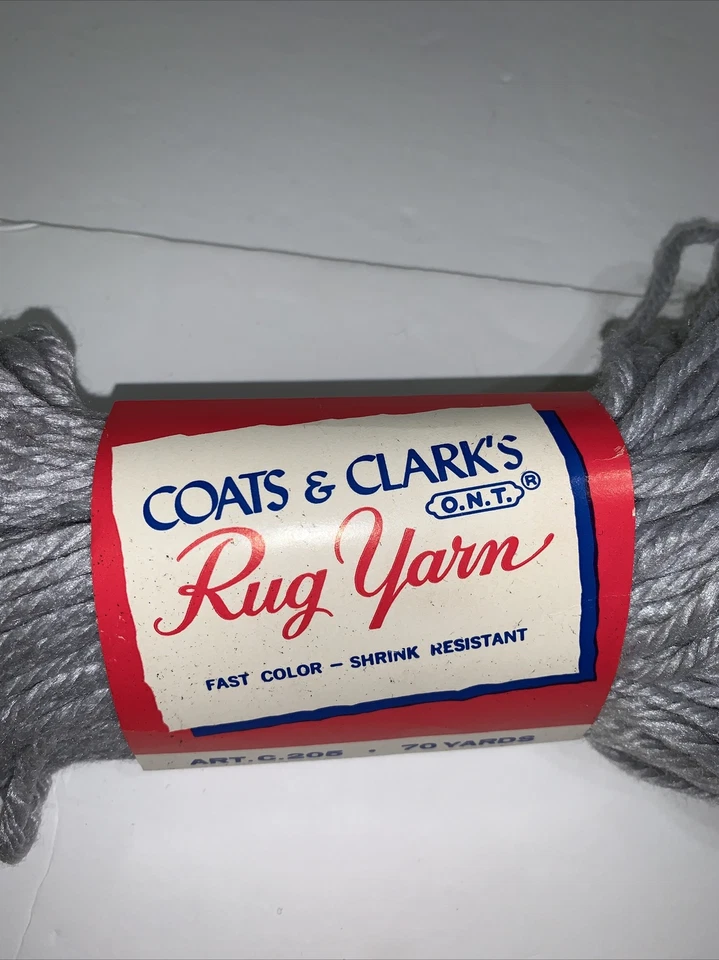 COATS & CLARK'S
O.N.T.®
Rug Yarn
FAST COLOR – SHRINK RESISTANT
ART. C.205 • 70 YARDS